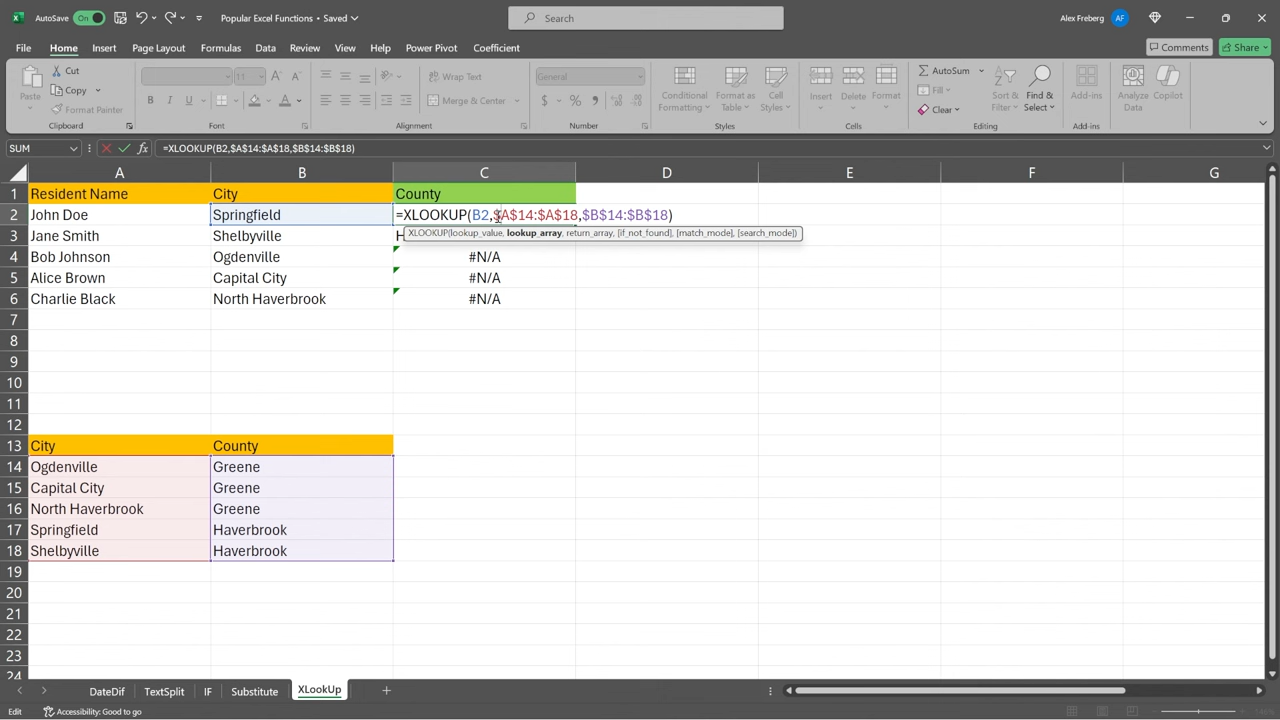 AutoSave On Popular Excel Functions • Saved Search Alex Freberg AF
File Home Insert Page Layout Formulas Data Review View Help Power Pivot Coefficient Comments Share
Paste Cut Copy Format Painter
11 A A Wrap Text General AutoSum Fill Clear
B I U A Merge & Center $ % Conditional Formatting Format as Table Cell Styles Insert Delete Format Sort & Filter Find & Select Add-ins Analyze Data Copilot
Clipboard Font Alignment Number Styles Cells Editing Add-ins
SUM fx =XLOOKUP(B2,$A$14:$A$18,$B$14:$B$18)
A B C D E F G
1 Resident Name City County
2 John Doe Springfield =XLOOKUP(B2,$A$14:$A$18,$B$14:$B$18)
XLOOKUP(lookup_value, lookup_array, return_array, [if_not_found], [match_mode], [search_mode])
3 Jane Smith Shelbyville H
4 Bob Johnson Ogdenville #N/A
5 Alice Brown Capital City #N/A
6 Charlie Black North Haverbrook #N/A
7
8
9
10
11
12
13 City County
14 Ogdenville Greene
15 Capital City Greene
16 North Haverbrook Greene
17 Springfield Haverbrook
18 Shelbyville Haverbrook
19
20
21
22
23
24
DateDif TextSplit IF Substitute XLookUp
Edit Accessibility: Good to go